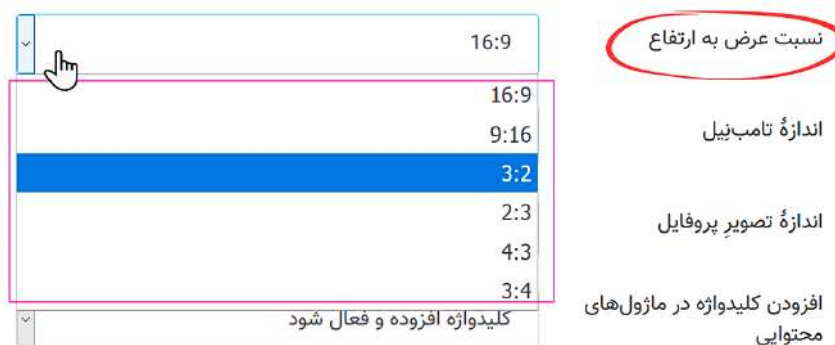 نسبت عرض به ارتفاع
16:9
16:9
9:16
3:2
2:3
4:3
3:4
اندازهٔ تامب‌نِیل
اندازهٔ تصویرِ پروفایل
افزودن کلیدواژه در ماژول‌های
محتوایی
کلیدواژه افزوده و فعال شود